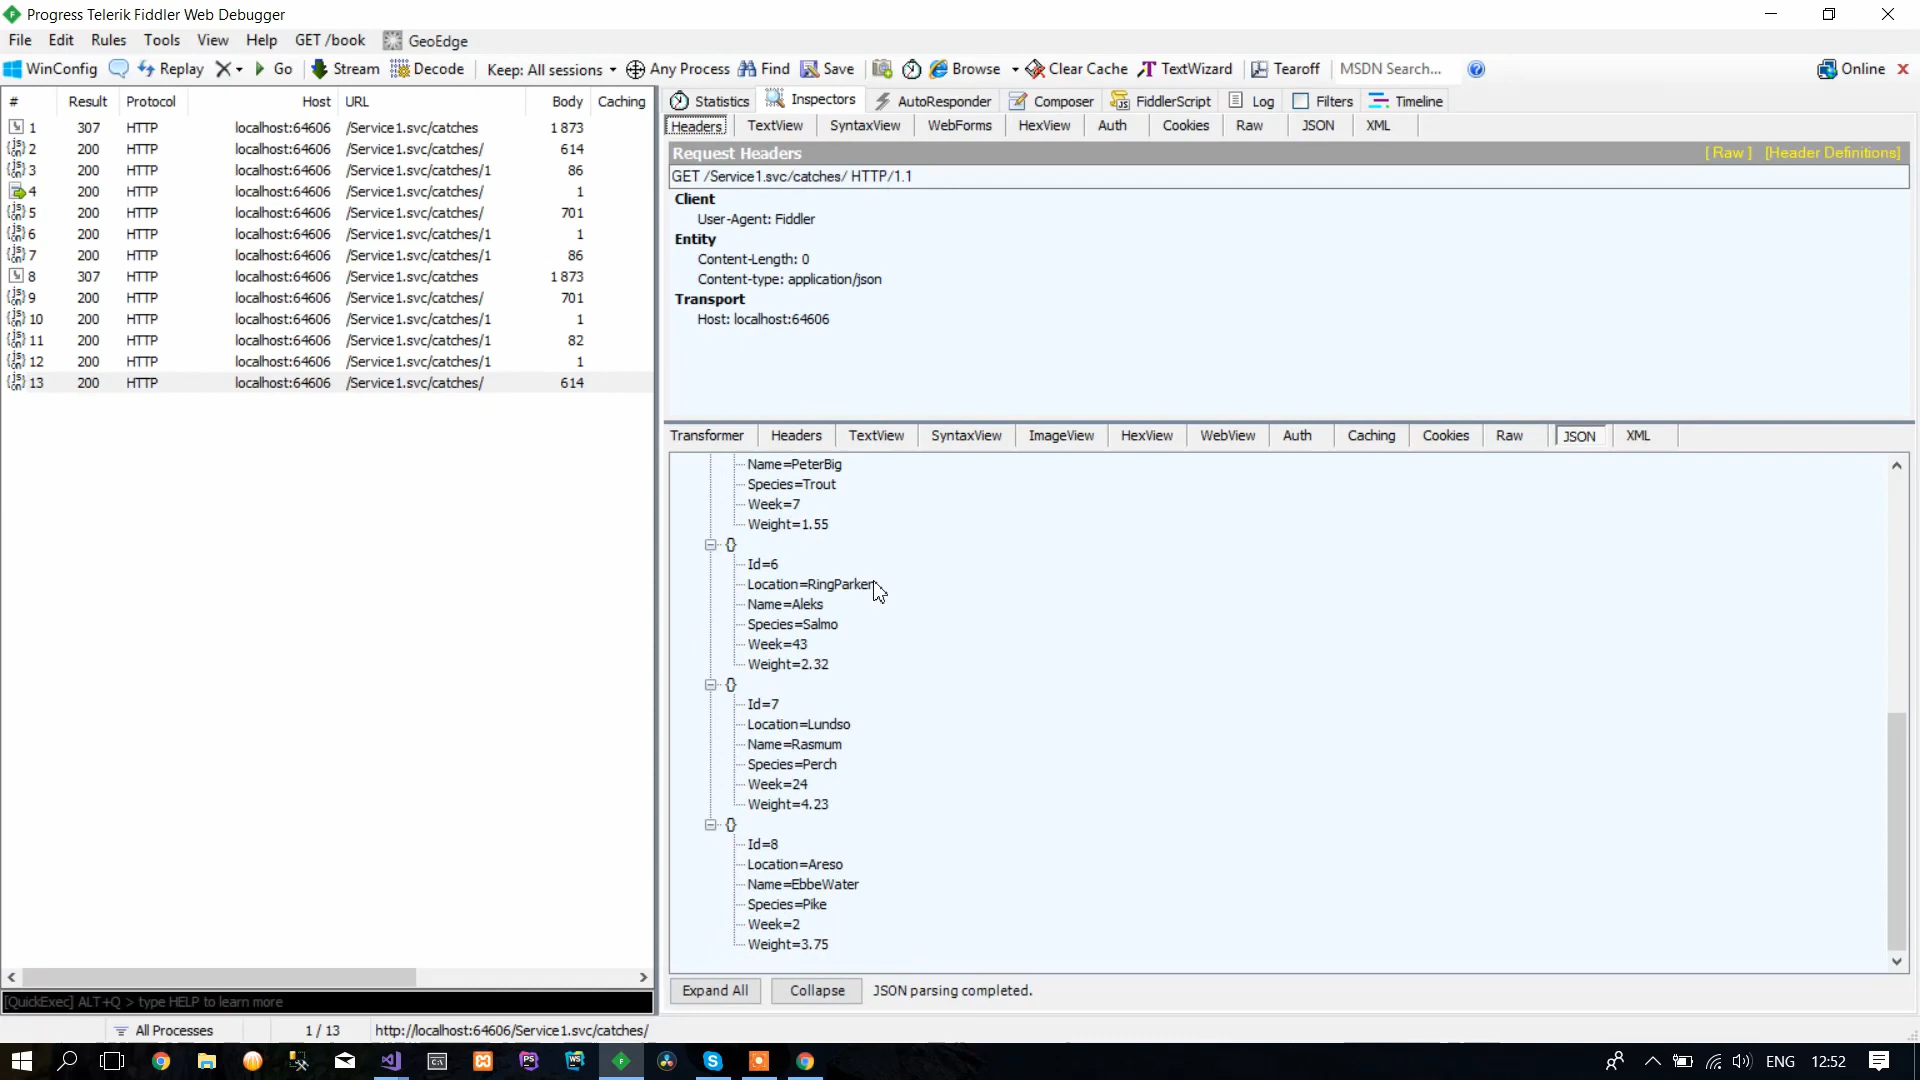 Progress Telerik Fiddler Web Debugger
File Edit Rules Tools View Help GET /book GeoEdge
WinConfig Replay Go Stream Decode Keep: All sessions Any Process Find Save Browse Clear Cache TextWizard Tearoff MSDN Search... Online
# Result Protocol Host URL Body Caching
1 307 HTTP localhost:64606 /Service1.svc/catches 1 873
2 200 HTTP localhost:64606 /Service1.svc/catches/ 614
3 200 HTTP localhost:64606 /Service1.svc/catches/1 86
4 200 HTTP localhost:64606 /Service1.svc/catches/ 1
5 200 HTTP localhost:64606 /Service1.svc/catches/ 701
6 200 HTTP localhost:64606 /Service1.svc/catches/1 1
7 200 HTTP localhost:64606 /Service1.svc/catches/1 86
8 307 HTTP localhost:64606 /Service1.svc/catches 1 873
9 200 HTTP localhost:64606 /Service1.svc/catches/ 701
10 200 HTTP localhost:64606 /Service1.svc/catches/1 1
11 200 HTTP localhost:64606 /Service1.svc/catches/1 82
12 200 HTTP localhost:64606 /Service1.svc/catches/1 1
13 200 HTTP localhost:64606 /Service1.svc/catches/ 614
[QuickExec] ALT+Q > type HELP to learn more
Statistics Inspectors AutoResponder Composer FiddlerScript Log Filters Timeline
Headers TextView SyntaxView WebForms HexView Auth Cookies Raw JSON XML
Request Headers [ Raw ] [Header Definitions]
GET /Service1.svc/catches/ HTTP/1.1
Client
User-Agent: Fiddler
Entity
Content-Length: 0
Content-type: application/json
Transport
Host: localhost:64606
Transformer Headers TextView SyntaxView ImageView HexView WebView Auth Caching Cookies Raw JSON XML
Name=PeterBig
Species=Trout
Week=7
Weight=1.55
{}
Id=6
Location=RingParken
Name=Aleks
Species=Salmo
Week=43
Weight=2.32
{}
Id=7
Location=Lundso
Name=Rasmum
Species=Perch
Week=24
Weight=4.23
{}
Id=8
Location=Areso
Name=EbbeWater
Species=Pike
Week=2
Weight=3.75
Expand All Collapse JSON parsing completed.
All Processes 1 / 13 http://localhost:64606/Service1.svc/catches/
ENG 12:52